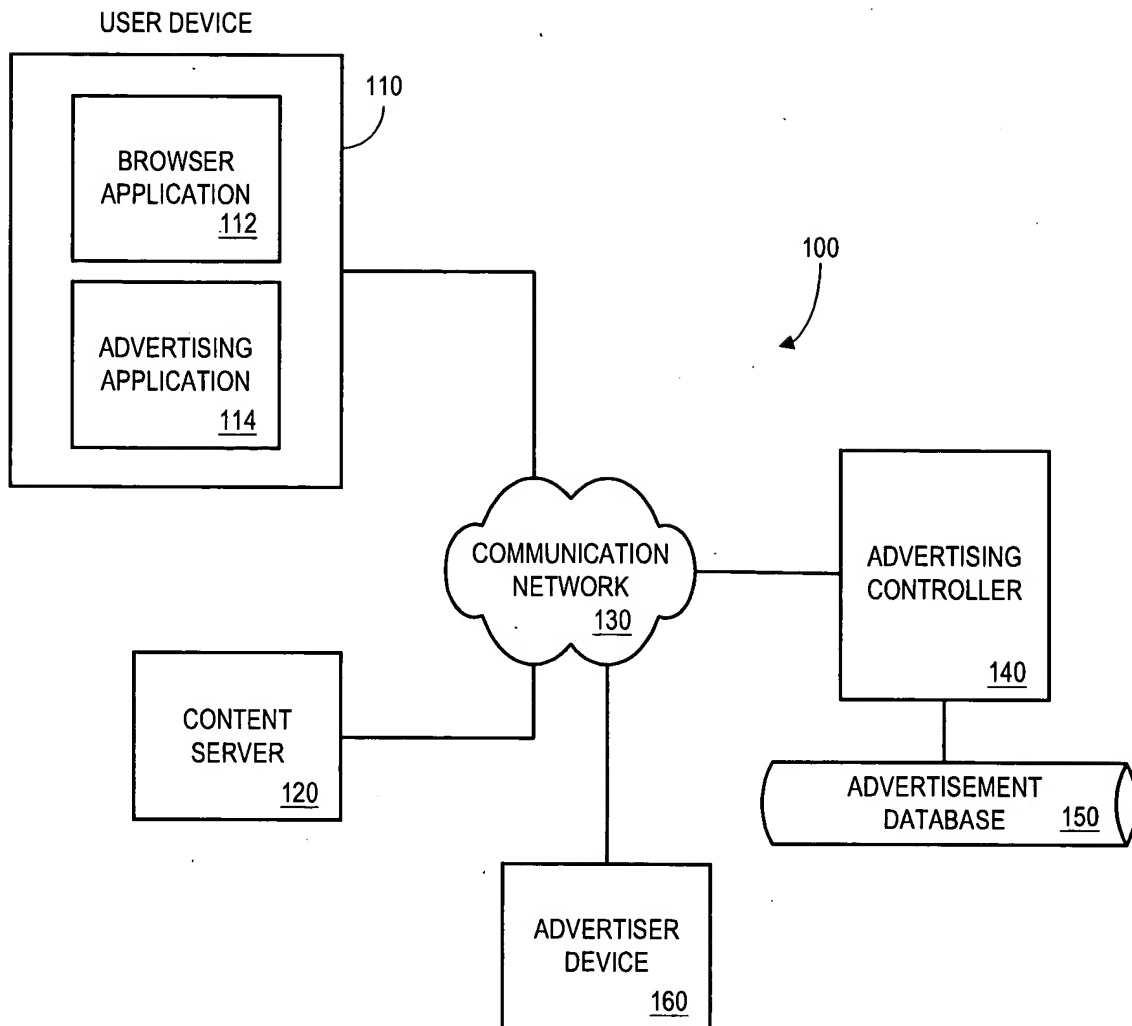 USER DEVICE
110
BROWSER
APPLICATION
112
100
ADVERTISING
APPLICATION
114
COMMUNICATION
NETWORK
130
ADVERTISING
CONTROLLER
140
CONTENT
SERVER
120
ADVERTISEMENT
DATABASE
150
ADVERTISER
DEVICE
160